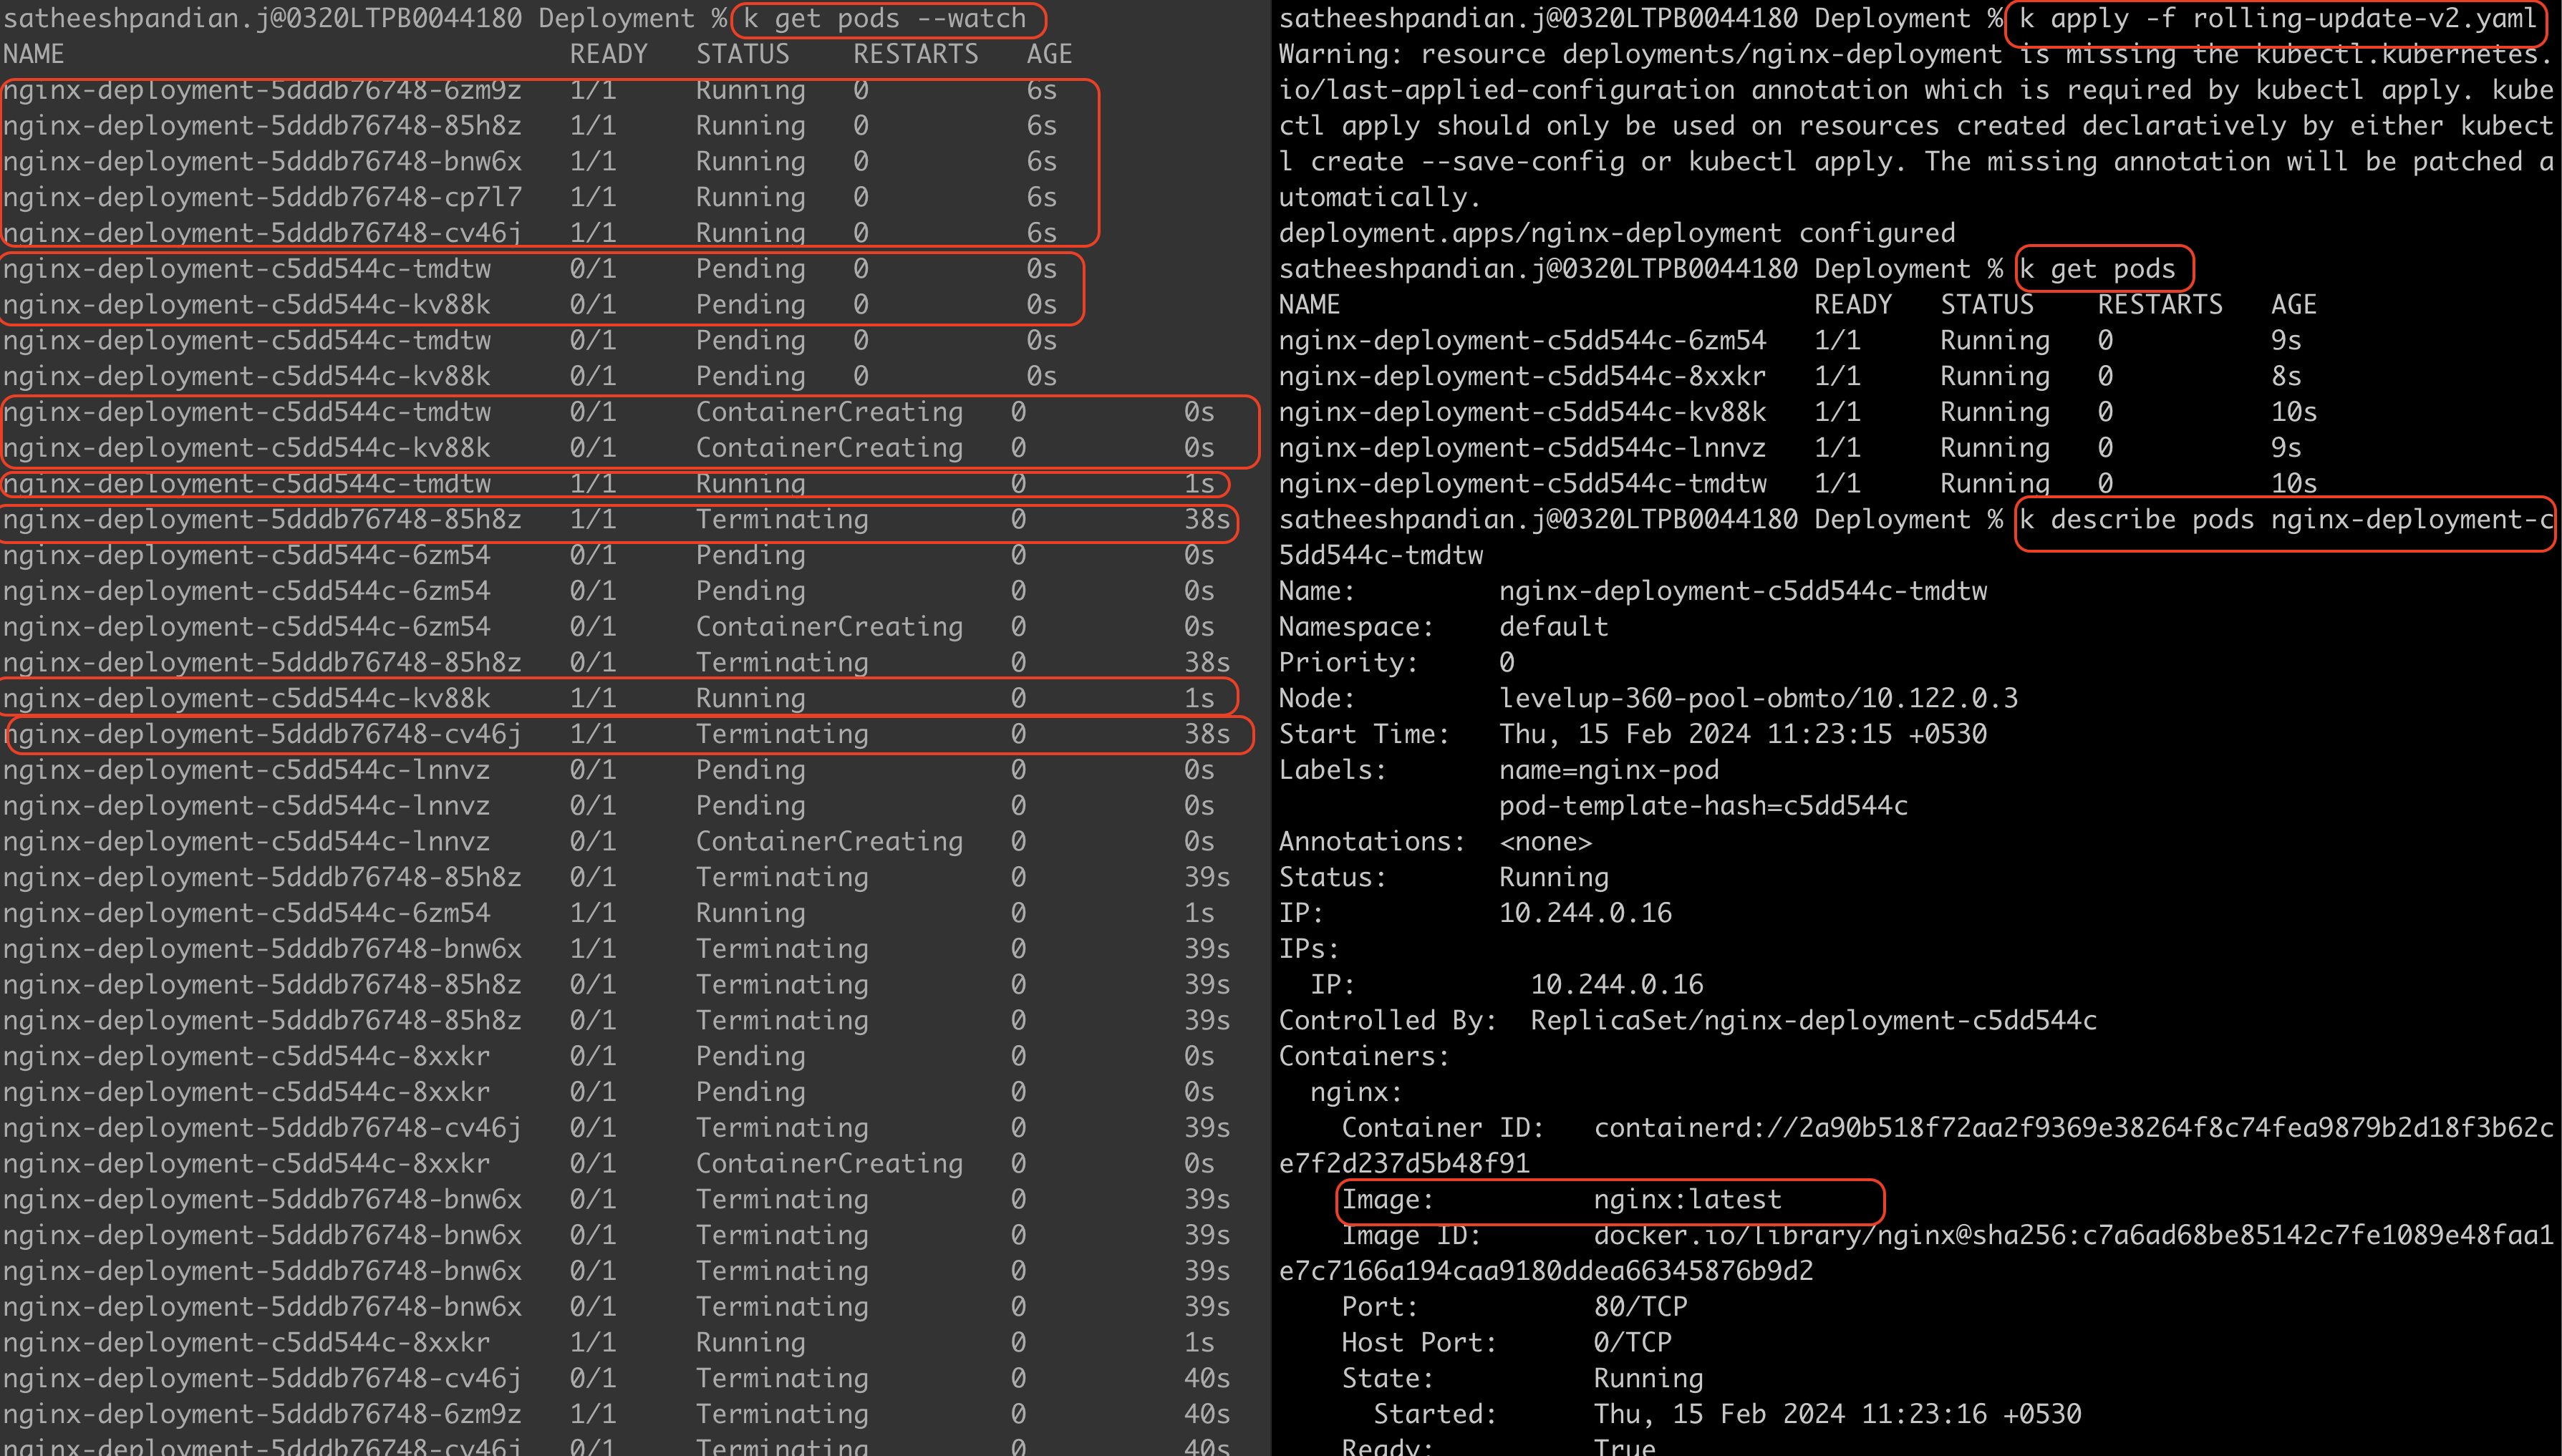 satheeshpandian.j@0320LTPB0044180 Deployment % k get pods --watch
NAME READY STATUS RESTARTS AGE
nginx-deployment-5dddb76748-6zm9z 1/1 Running 0 6s
nginx-deployment-5dddb76748-85h8z 1/1 Running 0 6s
nginx-deployment-5dddb76748-bnw6x 1/1 Running 0 6s
nginx-deployment-5dddb76748-cp7l7 1/1 Running 0 6s
nginx-deployment-5dddb76748-cv46j 1/1 Running 0 6s
nginx-deployment-c5dd544c-tmdtw 0/1 Pending 0 0s
nginx-deployment-c5dd544c-kv88k 0/1 Pending 0 0s
nginx-deployment-c5dd544c-tmdtw 0/1 Pending 0 0s
nginx-deployment-c5dd544c-kv88k 0/1 Pending 0 0s
nginx-deployment-c5dd544c-tmdtw 0/1 ContainerCreating 0 0s
nginx-deployment-c5dd544c-kv88k 0/1 ContainerCreating 0 0s
nginx-deployment-c5dd544c-tmdtw 1/1 Running 0 1s
nginx-deployment-5dddb76748-85h8z 1/1 Terminating 0 38s
nginx-deployment-c5dd544c-6zm54 0/1 Pending 0 0s
nginx-deployment-c5dd544c-6zm54 0/1 Pending 0 0s
nginx-deployment-c5dd544c-6zm54 0/1 ContainerCreating 0 0s
nginx-deployment-5dddb76748-85h8z 0/1 Terminating 0 38s
nginx-deployment-c5dd544c-kv88k 1/1 Running 0 1s
nginx-deployment-5dddb76748-cv46j 1/1 Terminating 0 38s
nginx-deployment-c5dd544c-lnnvz 0/1 Pending 0 0s
nginx-deployment-c5dd544c-lnnvz 0/1 Pending 0 0s
nginx-deployment-c5dd544c-lnnvz 0/1 ContainerCreating 0 0s
nginx-deployment-5dddb76748-85h8z 0/1 Terminating 0 39s
nginx-deployment-c5dd544c-6zm54 1/1 Running 0 1s
nginx-deployment-5dddb76748-bnw6x 1/1 Terminating 0 39s
nginx-deployment-5dddb76748-85h8z 0/1 Terminating 0 39s
nginx-deployment-5dddb76748-85h8z 0/1 Terminating 0 39s
nginx-deployment-c5dd544c-8xxkr 0/1 Pending 0 0s
nginx-deployment-c5dd544c-8xxkr 0/1 Pending 0 0s
nginx-deployment-5dddb76748-cv46j 0/1 Terminating 0 39s
nginx-deployment-c5dd544c-8xxkr 0/1 ContainerCreating 0 0s
nginx-deployment-5dddb76748-bnw6x 0/1 Terminating 0 39s
nginx-deployment-5dddb76748-bnw6x 0/1 Terminating 0 39s
nginx-deployment-5dddb76748-bnw6x 0/1 Terminating 0 39s
nginx-deployment-5dddb76748-bnw6x 0/1 Terminating 0 39s
nginx-deployment-c5dd544c-8xxkr 1/1 Running 0 1s
nginx-deployment-5dddb76748-cv46j 0/1 Terminating 0 40s
nginx-deployment-5dddb76748-6zm9z 1/1 Terminating 0 40s
nginx-deployment-5dddb76748-cv46j 0/1 Terminating 0 40s
satheeshpandian.j@0320LTPB0044180 Deployment % k apply -f rolling-update-v2.yaml
Warning: resource deployments/nginx-deployment is missing the kubectl.kubernetes.
io/last-applied-configuration annotation which is required by kubectl apply. kube
ctl apply should only be used on resources created declaratively by either kubect
l create --save-config or kubectl apply. The missing annotation will be patched a
utomatically.
deployment.apps/nginx-deployment configured
satheeshpandian.j@0320LTPB0044180 Deployment % k get pods
NAME READY STATUS RESTARTS AGE
nginx-deployment-c5dd544c-6zm54 1/1 Running 0 9s
nginx-deployment-c5dd544c-8xxkr 1/1 Running 0 8s
nginx-deployment-c5dd544c-kv88k 1/1 Running 0 10s
nginx-deployment-c5dd544c-lnnvz 1/1 Running 0 9s
nginx-deployment-c5dd544c-tmdtw 1/1 Running 0 10s
satheeshpandian.j@0320LTPB0044180 Deployment % k describe pods nginx-deployment-c
5dd544c-tmdtw
Name: nginx-deployment-c5dd544c-tmdtw
Namespace: default
Priority: 0
Node: levelup-360-pool-obmto/10.122.0.3
Start Time: Thu, 15 Feb 2024 11:23:15 +0530
Labels: name=nginx-pod
pod-template-hash=c5dd544c
Annotations: <none>
Status: Running
IP: 10.244.0.16
IPs:
IP: 10.244.0.16
Controlled By: ReplicaSet/nginx-deployment-c5dd544c
Containers:
nginx:
Container ID: containerd://2a90b518f72aa2f9369e38264f8c74fea9879b2d18f3b62c
e7f2d237d5b48f91
Image: nginx:latest
Image ID: docker.io/library/nginx@sha256:c7a6ad68be85142c7fe1089e48faa1
e7c7166a194caa9180ddea66345876b9d2
Port: 80/TCP
Host Port: 0/TCP
State: Running
Started: Thu, 15 Feb 2024 11:23:16 +0530
Ready: True